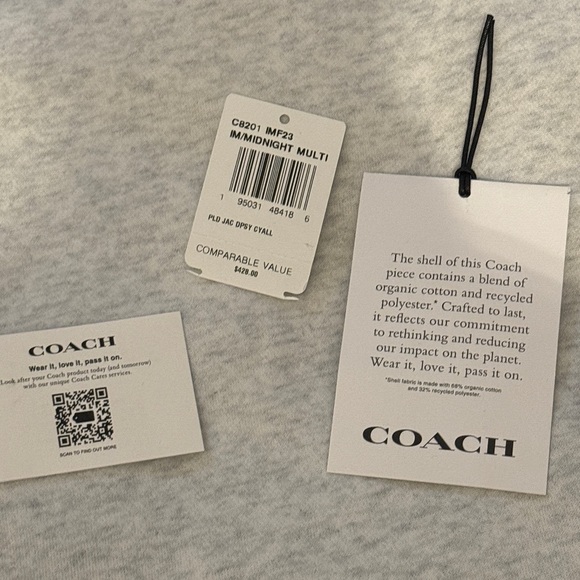 C8201 IMF23
IM/MIDNIGHT MULTI
1 95031 48418 6
PLD JAC DPSY CYALL
COMPARABLE VALUE
$428.00
The shell of this Coach
piece contains a blend of
organic cotton and recycled
polyester.* Crafted to last,
it reflects our commitment
to rethinking and reducing
our impact on the planet.
Wear it, love it, pass it on.
*Shell fabric is made with 68% organic cotton
and 32% recycled polyester.
COACH
COACH
Wear it, love it, pass it on.
Look after your Coach product today (and tomorrow)
with our unique Coach Cares services.
SCAN TO FIND OUT MORE